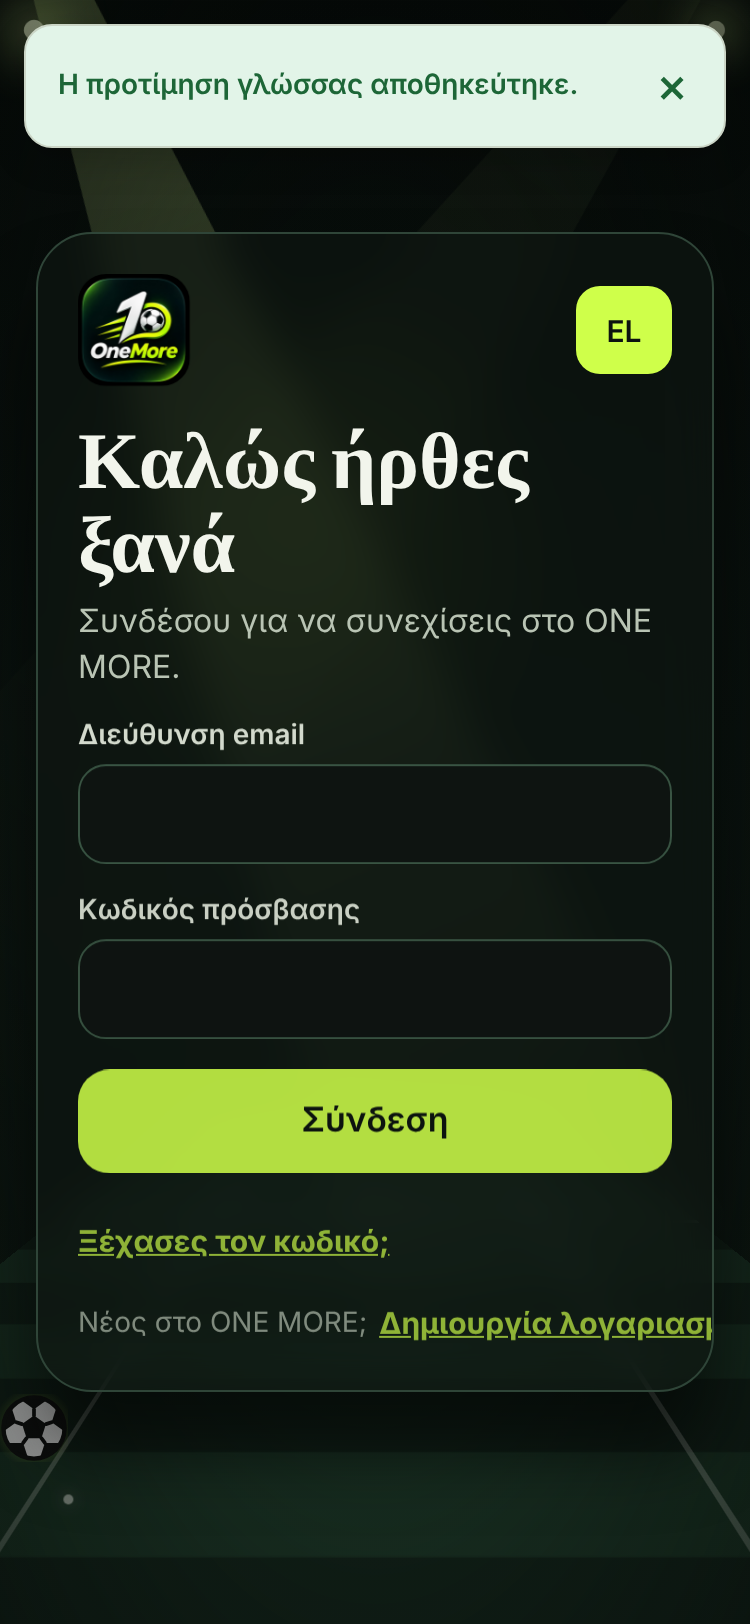 Η προτίμηση γλώσσας αποθηκεύτηκε.
OneMore
EL
Καλώς ήρθες
ξανά
Συνδέσου για να συνεχίσεις στο ONE
MORE.
Διεύθυνση email
Κωδικός πρόσβασης
Σύνδεση
Ξέχασες τον κωδικό;
Νέος στο ONE MORE; Δημιουργία